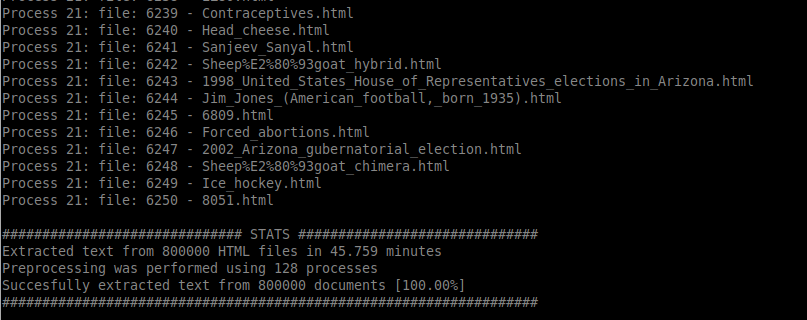 Process 21: file: 6239 - Contraceptives.html
Process 21: file: 6240 - Head_cheese.html
Process 21: file: 6241 - Sanjeev_Sanyal.html
Process 21: file: 6242 - Sheep%E2%80%93goat_hybrid.html
Process 21: file: 6243 - 1998_United_States_House_of_Representatives_elections_in_Arizona.html
Process 21: file: 6244 - Jim_Jones_(American_football,_born_1935).html
Process 21: file: 6245 - 6809.html
Process 21: file: 6246 - Forced_abortions.html
Process 21: file: 6247 - 2002_Arizona_gubernatorial_election.html
Process 21: file: 6248 - Sheep%E2%80%93goat_chimera.html
Process 21: file: 6249 - Ice_hockey.html
Process 21: file: 6250 - 8051.html
############################## STATS ##############################
Extracted text from 800000 HTML files in 45.759 minutes
Preprocessing was performed using 128 processes
Succesfully extracted text from 800000 documents [100.00%]
###################################################################